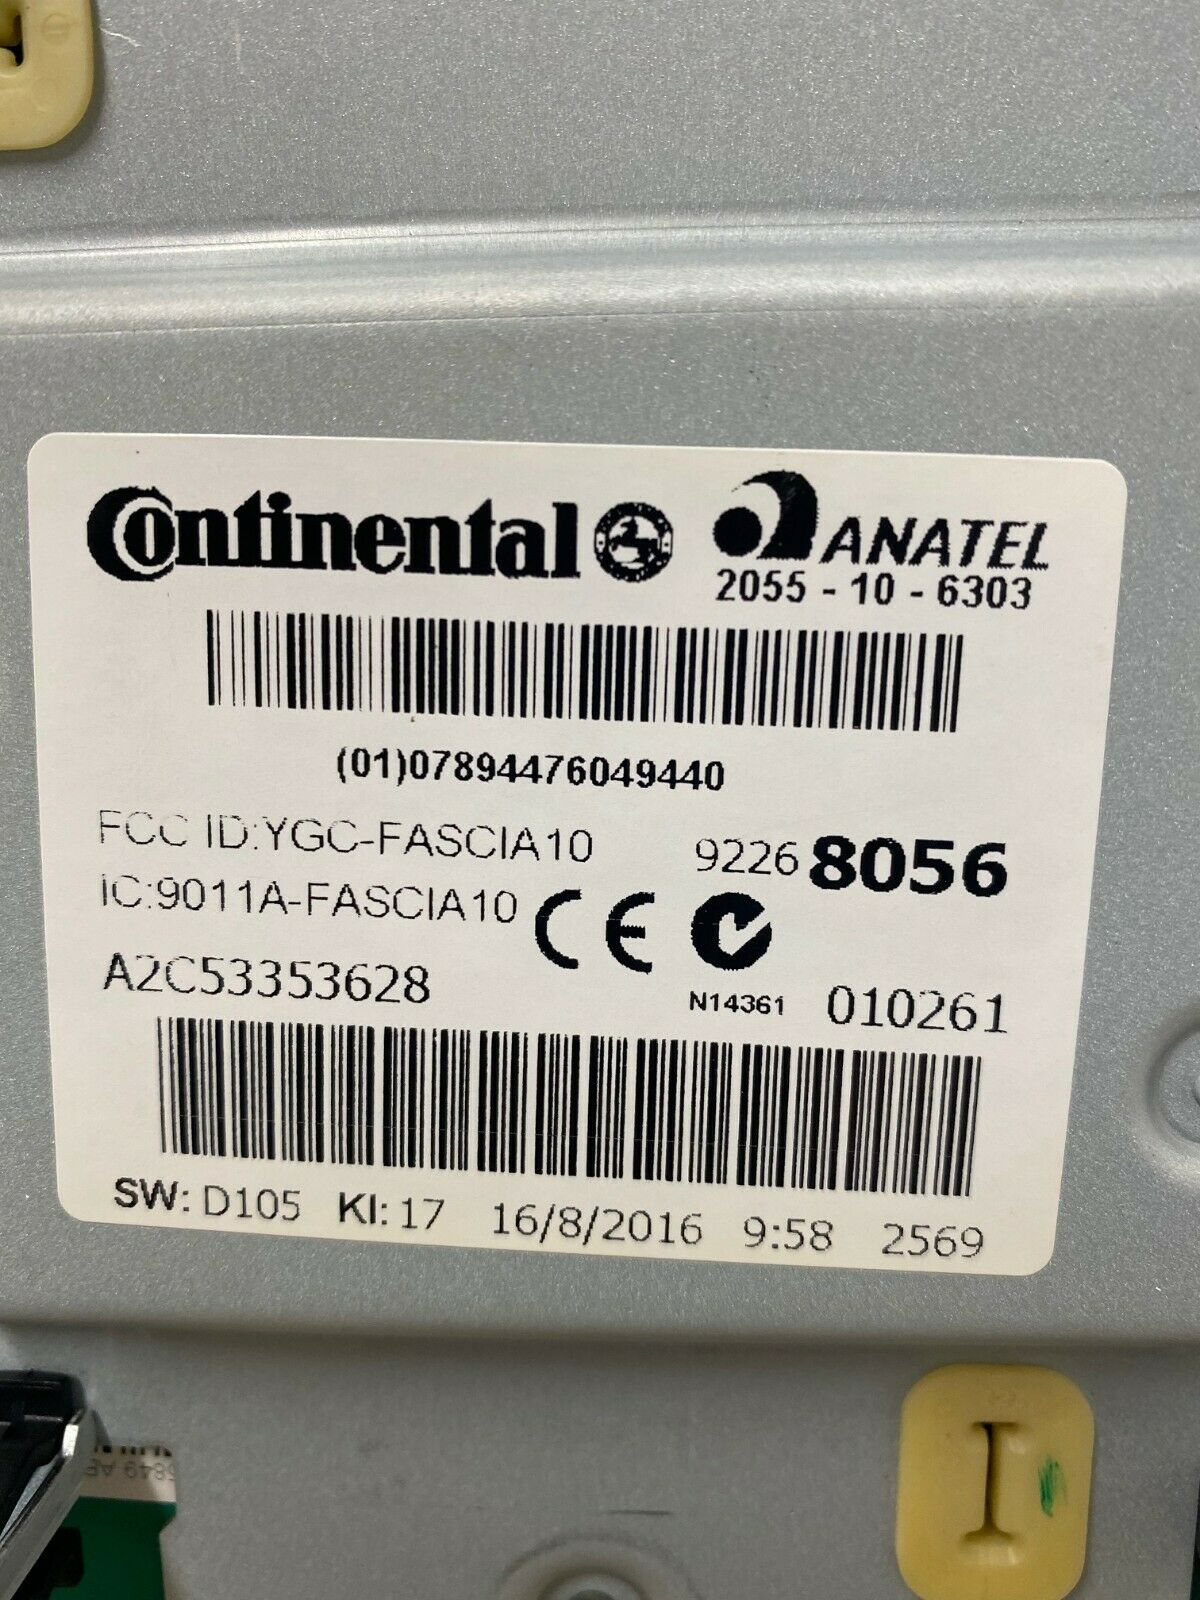 Continental ANATEL
2055 - 10 - 6303
(01)07894476049440
FCC ID:YGC-FASCIA10 9226 8056
IC:9011A-FASCIA10 CE
A2C53353628 N14361 010261
SW: D105 KI: 17 16/8/2016 9:58 2569